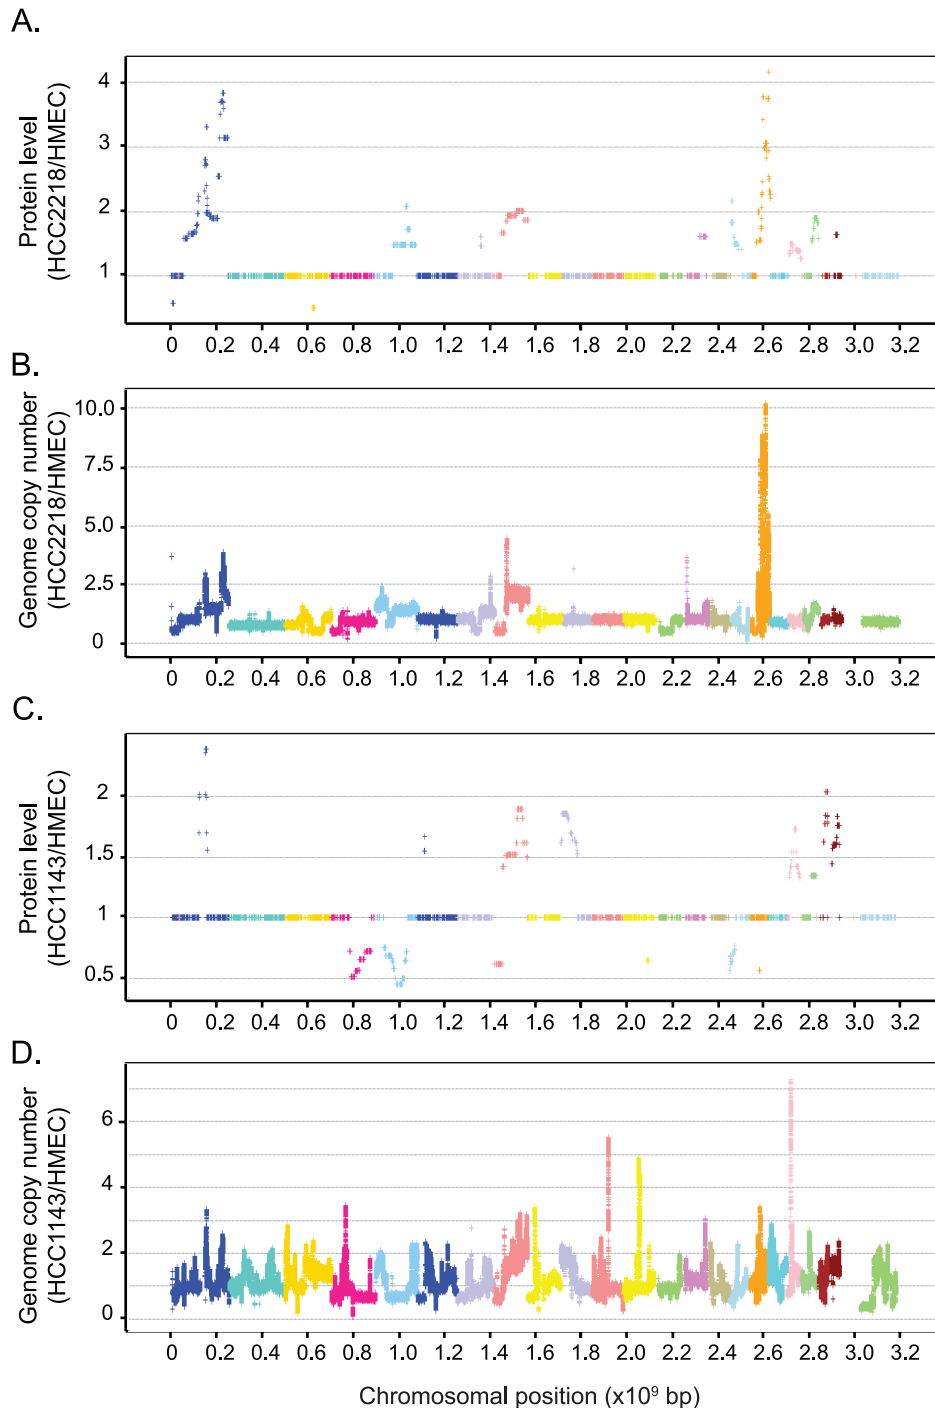 A.
Protein level
(HCC2218/HMEC)
4
3
2
1
0 0.2 0.4 0.6 0.8 1.0 1.2 1.4 1.6 1.8 2.0 2.2 2.4 2.6 2.8 3.0 3.2
B.
Genome copy number
(HCC2218/HMEC)
10.0
7.5
5.0
2.5
0
0 0.2 0.4 0.6 0.8 1.0 1.2 1.4 1.6 1.8 2.0 2.2 2.4 2.6 2.8 3.0 3.2
C.
Protein level
(HCC1143/HMEC)
2
1.5
1
0.5
0 0.2 0.4 0.6 0.8 1.0 1.2 1.4 1.6 1.8 2.0 2.2 2.4 2.6 2.8 3.0 3.2
D.
Genome copy number
(HCC1143/HMEC)
6
4
2
0
0 0.2 0.4 0.6 0.8 1.0 1.2 1.4 1.6 1.8 2.0 2.2 2.4 2.6 2.8 3.0 3.2
Chromosomal position (x10⁹ bp)